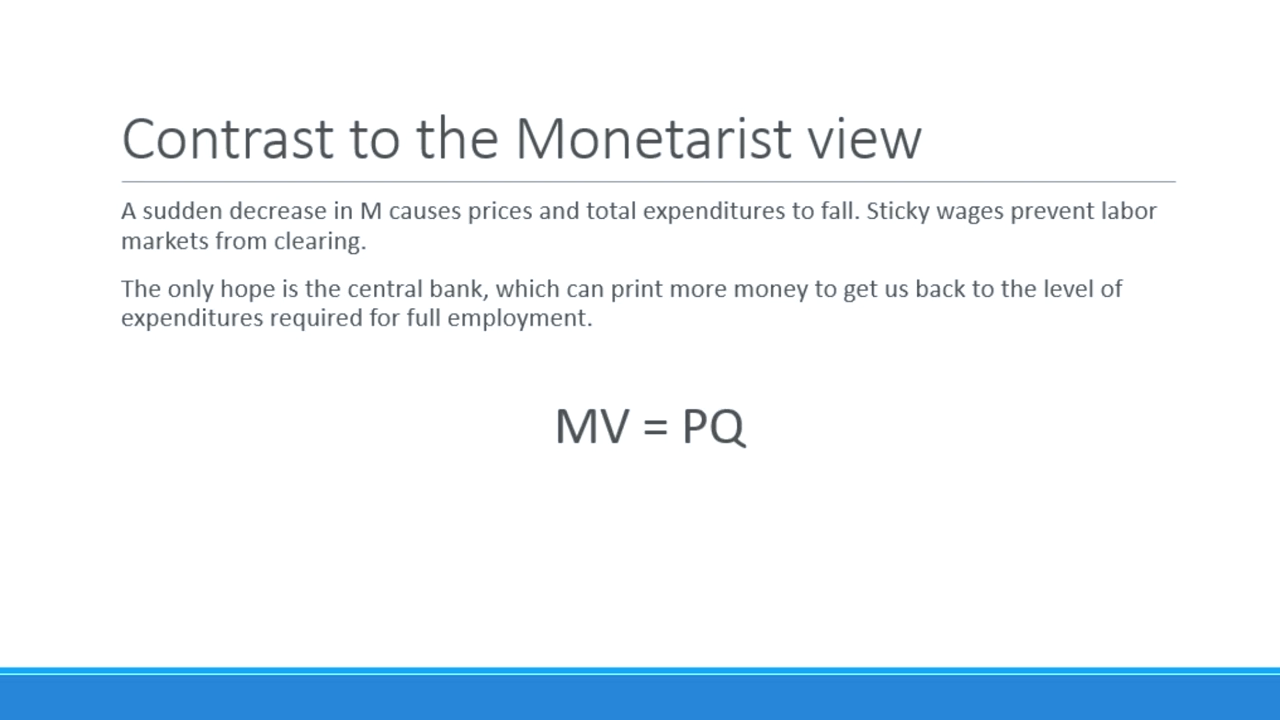 Contrast to the Monetarist view
A sudden decrease in M causes prices and total expenditures to fall. Sticky wages prevent labor
markets from clearing.
The only hope is the central bank, which can print more money to get us back to the level of
expenditures required for full employment.
MV = PQ